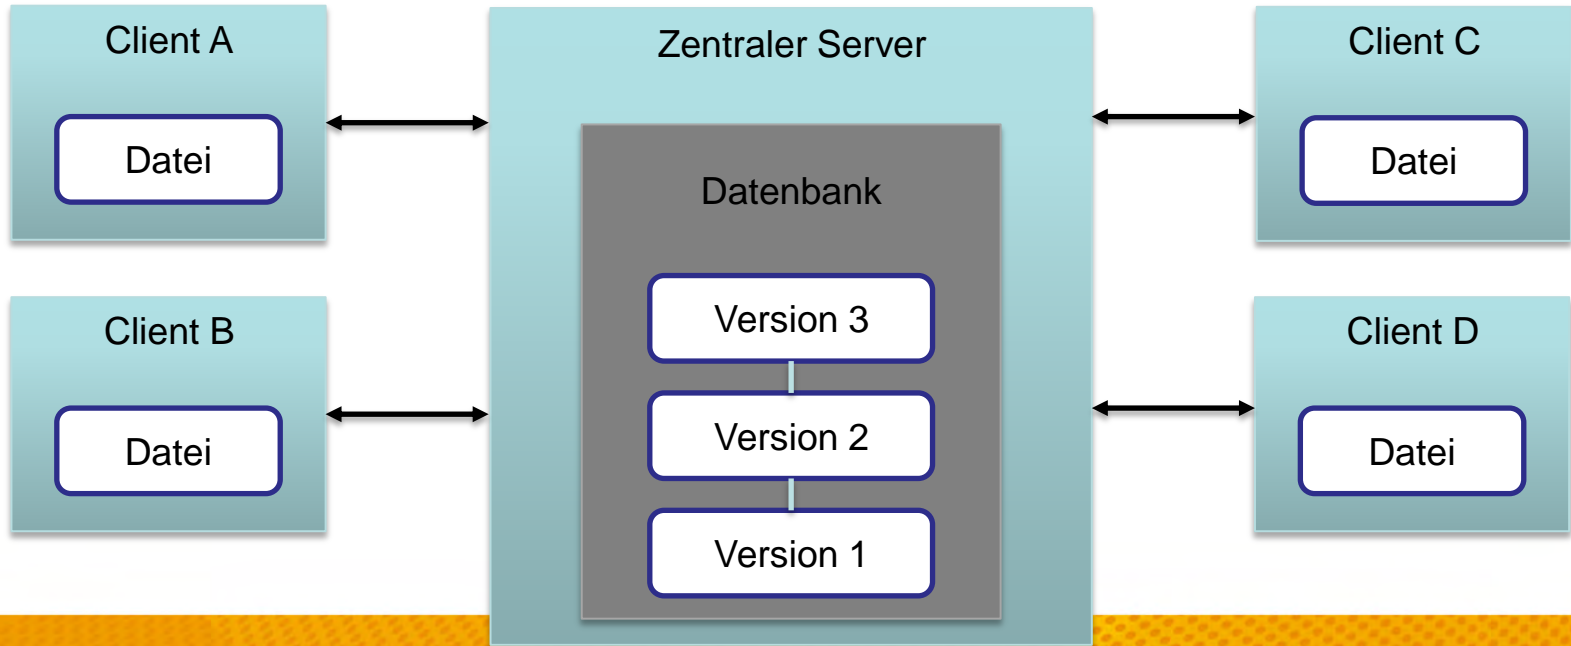 Client A
Datei
Client B
Datei
Zentraler Server
Datenbank
Version 3
Version 2
Version 1
Client C
Datei
Client D
Datei